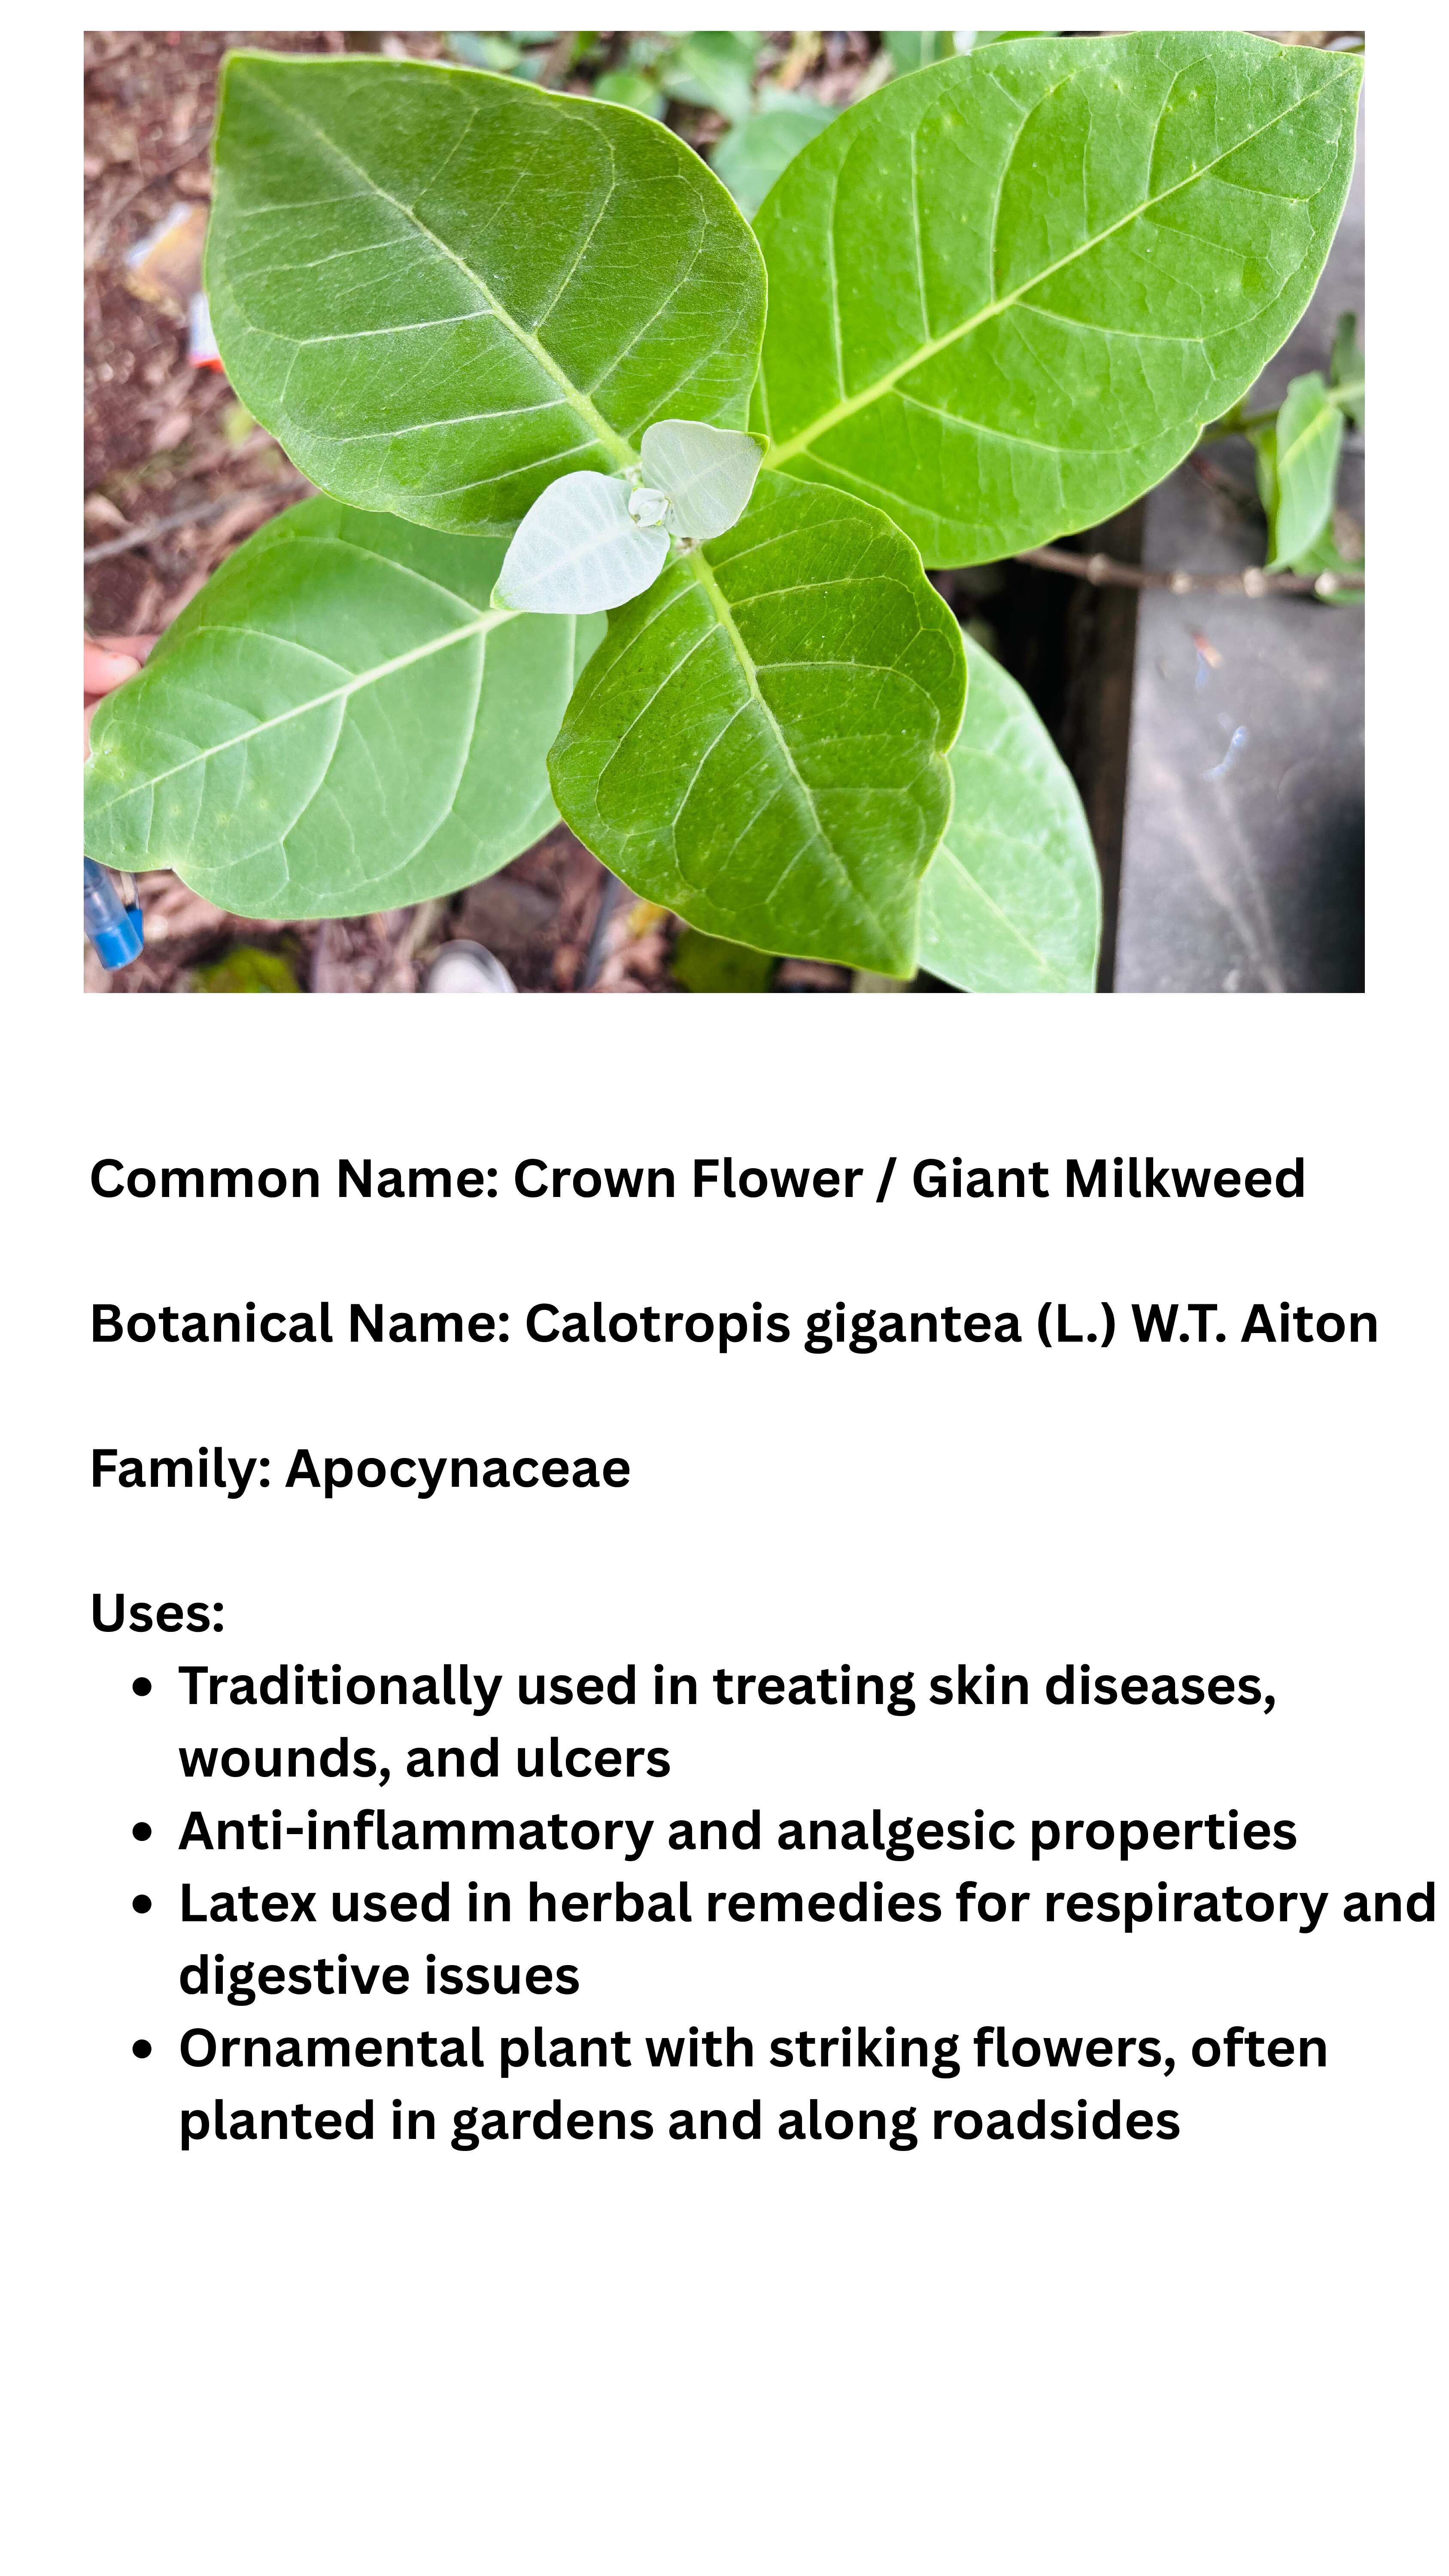 Common Name: Crown Flower / Giant Milkweed
Botanical Name: Calotropis gigantea (L.) W.T. Aiton
Family: Apocynaceae
Uses:
• Traditionally used in treating skin diseases,
wounds, and ulcers
• Anti-inflammatory and analgesic properties
• Latex used in herbal remedies for respiratory and
digestive issues
• Ornamental plant with striking flowers, often
planted in gardens and along roadsides